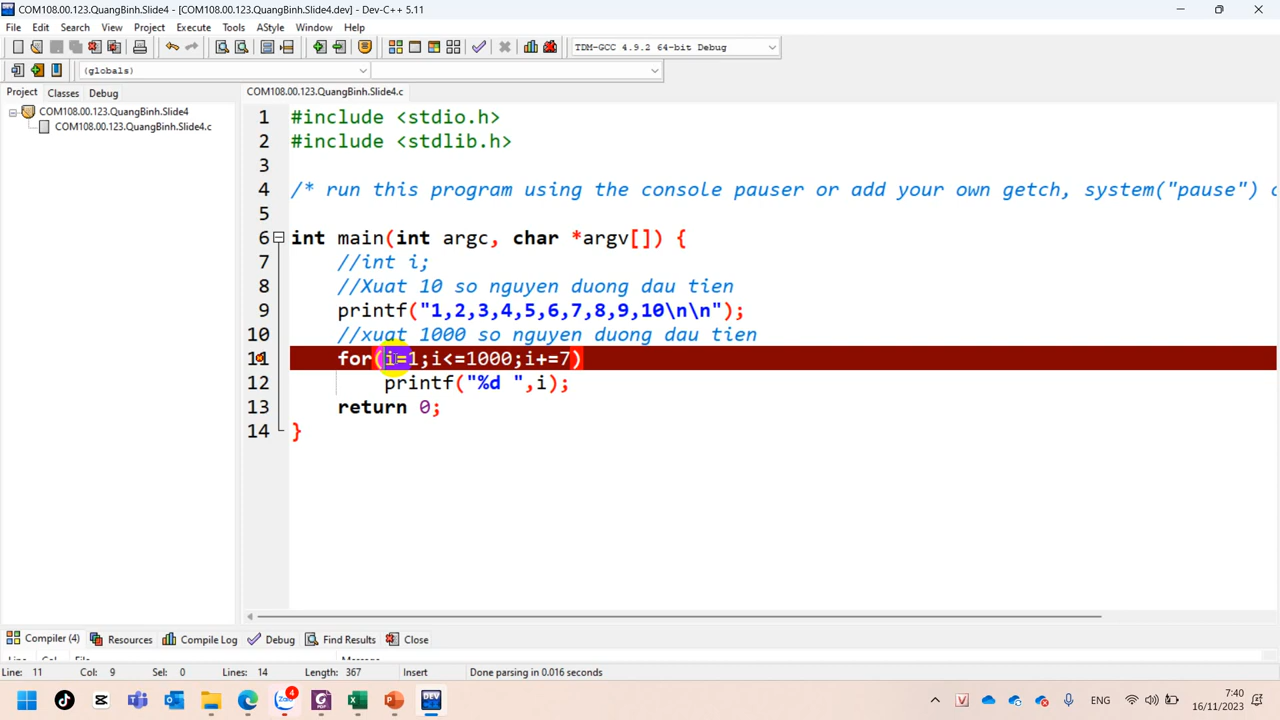 COM108.00.123.QuangBinh.Slide4 - [COM108.00.123.QuangBinh.Slide4.dev] - Dev-C++ 5.11
File Edit Search View Project Execute Tools AStyle Window Help
TDM-GCC 4.9.2 64-bit Debug
(globals)
Project Classes Debug
COM108.00.123.QuangBinh.Slide4.c
COM108.00.123.QuangBinh.Slide4
COM108.00.123.QuangBinh.Slide4.c
1 #include <stdio.h>
2 #include <stdlib.h>
3
4 /* run this program using the console pauser or add your own getch, system("pause") 
5
6 int main(int argc, char *argv[]) {
7 //int i;
8 //Xuat 10 so nguyen duong dau tien
9 printf("1,2,3,4,5,6,7,8,9,10\n\n");
10 //xuat 1000 so nguyen duong dau tien
11 for(i=1;i<=1000;i+=7)
12 printf("%d ",i);
13 return 0;
14 }
Compiler (4) Resources Compile Log Debug Find Results Close
Line: 11 Col: 9 Sel: 0 Lines: 14 Length: 367 Insert Done parsing in 0.016 seconds
4
DEV
ENG
7:40
16/11/2023